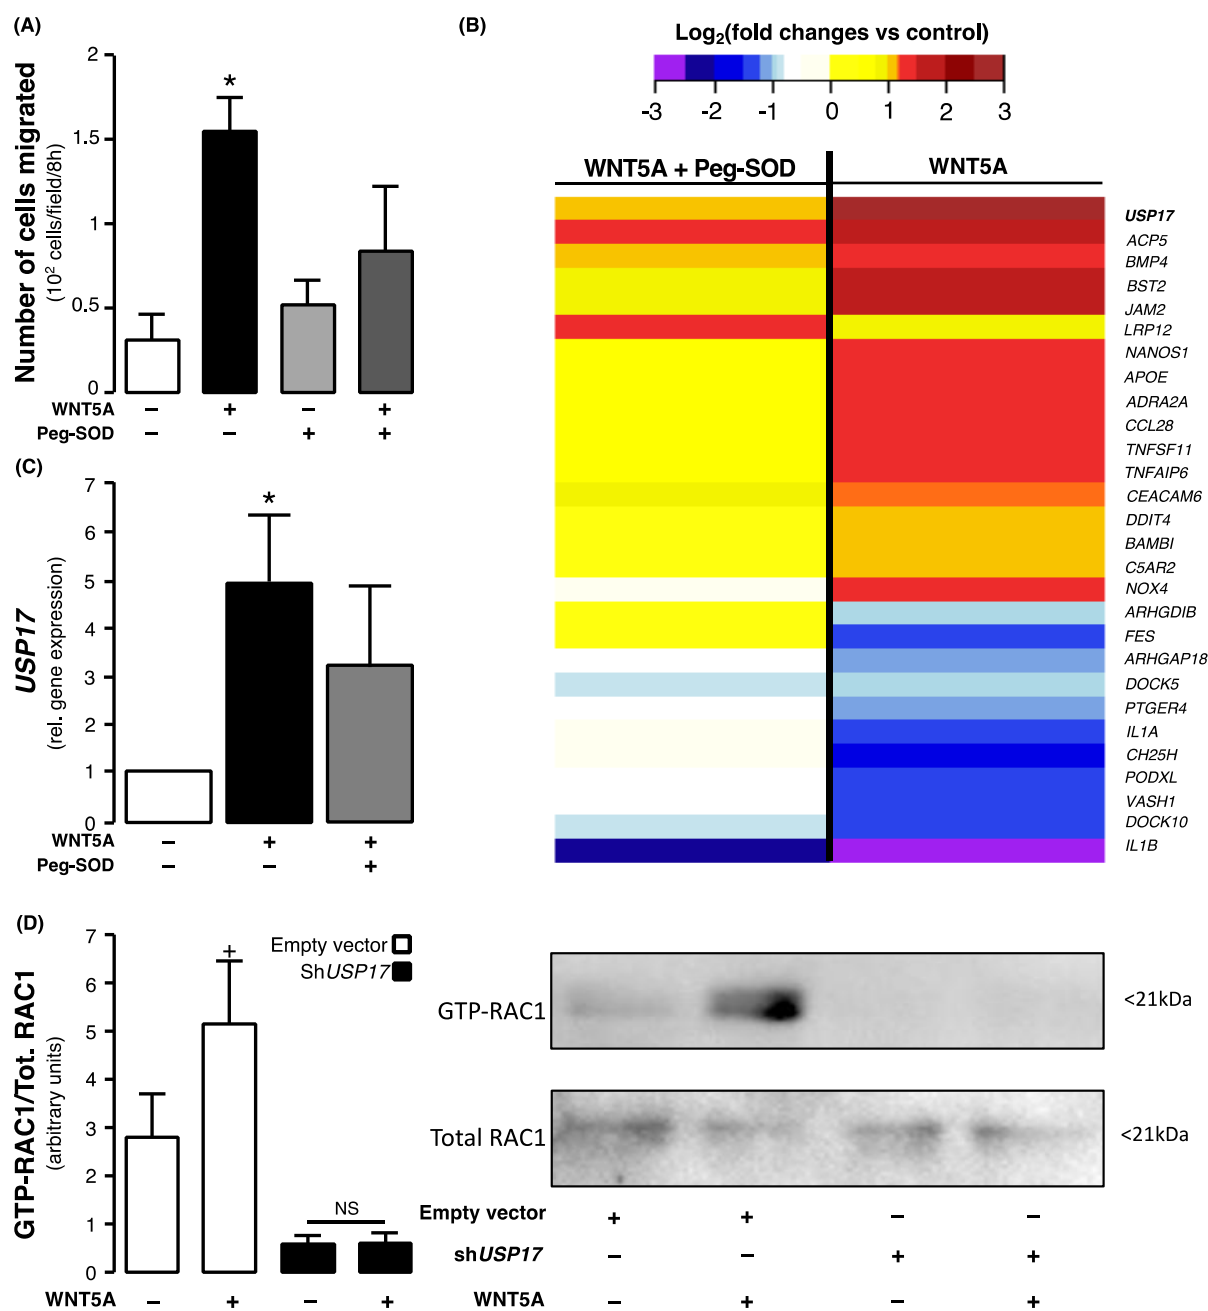 (A)
Number of cells migrated
(10² cells/field/8h)
2
1.5
1
0.5
0
WNT5A – + – +
Peg-SOD – – + +
*
(B)
Log₂(fold changes vs control)
-3 -2 -1 0 1 2 3
WNT5A + Peg-SOD WNT5A
USP17
ACP5
BMP4
BST2
JAM2
LRP12
NANOS1
APOE
ADRA2A
CCL28
TNFSF11
TNFAIP6
CEACAM6
DDIT4
BAMBI
C5AR2
NOX4
ARHGDIB
FES
ARHGAP18
DOCK5
PTGER4
IL1A
CH25H
PODXL
VASH1
DOCK10
IL1B
(C)
USP17
(rel. gene expression)
7
6
5
4
3
2
1
0
*
WNT5A – + +
Peg-SOD – – +
(D)
GTP-RAC1/Tot. RAC1
(arbitrary units)
7
6
5
4
3
2
1
0
+
Empty vector
ShUSP17
NS
WNT5A – + – +
GTP-RAC1 <21kDa
Total RAC1 <21kDa
Empty vector + + – –
shUSP17 – – + +
WNT5A – + – +